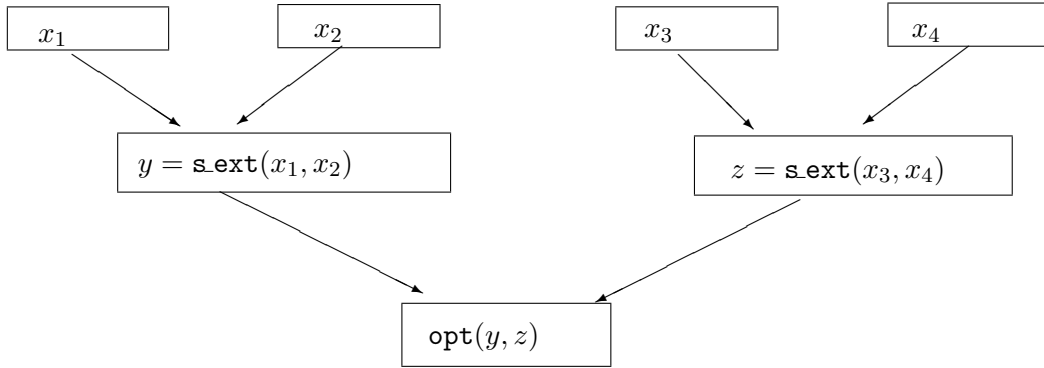 x₁
x₂
x₃
x₄
y = s_ext(x₁, x₂)
z = s_ext(x₃, x₄)
opt(y, z)